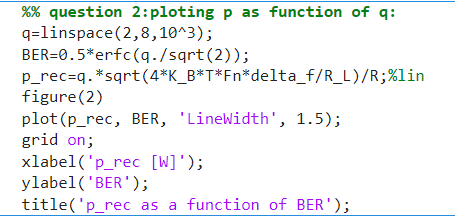 %% question 2:ploting p as function of q:
q=linspace(2,8,10^3);
BER=0.5*erfc(q./sqrt(2));
p_rec=q.*sqrt(4*K_B*T*Fn*delta_f/R_L)/R;%lin
figure(2)
plot(p_rec, BER, 'LineWidth', 1.5);
grid on;
xlabel('p_rec [W]');
ylabel('BER');
title('p_rec as a function of BER');